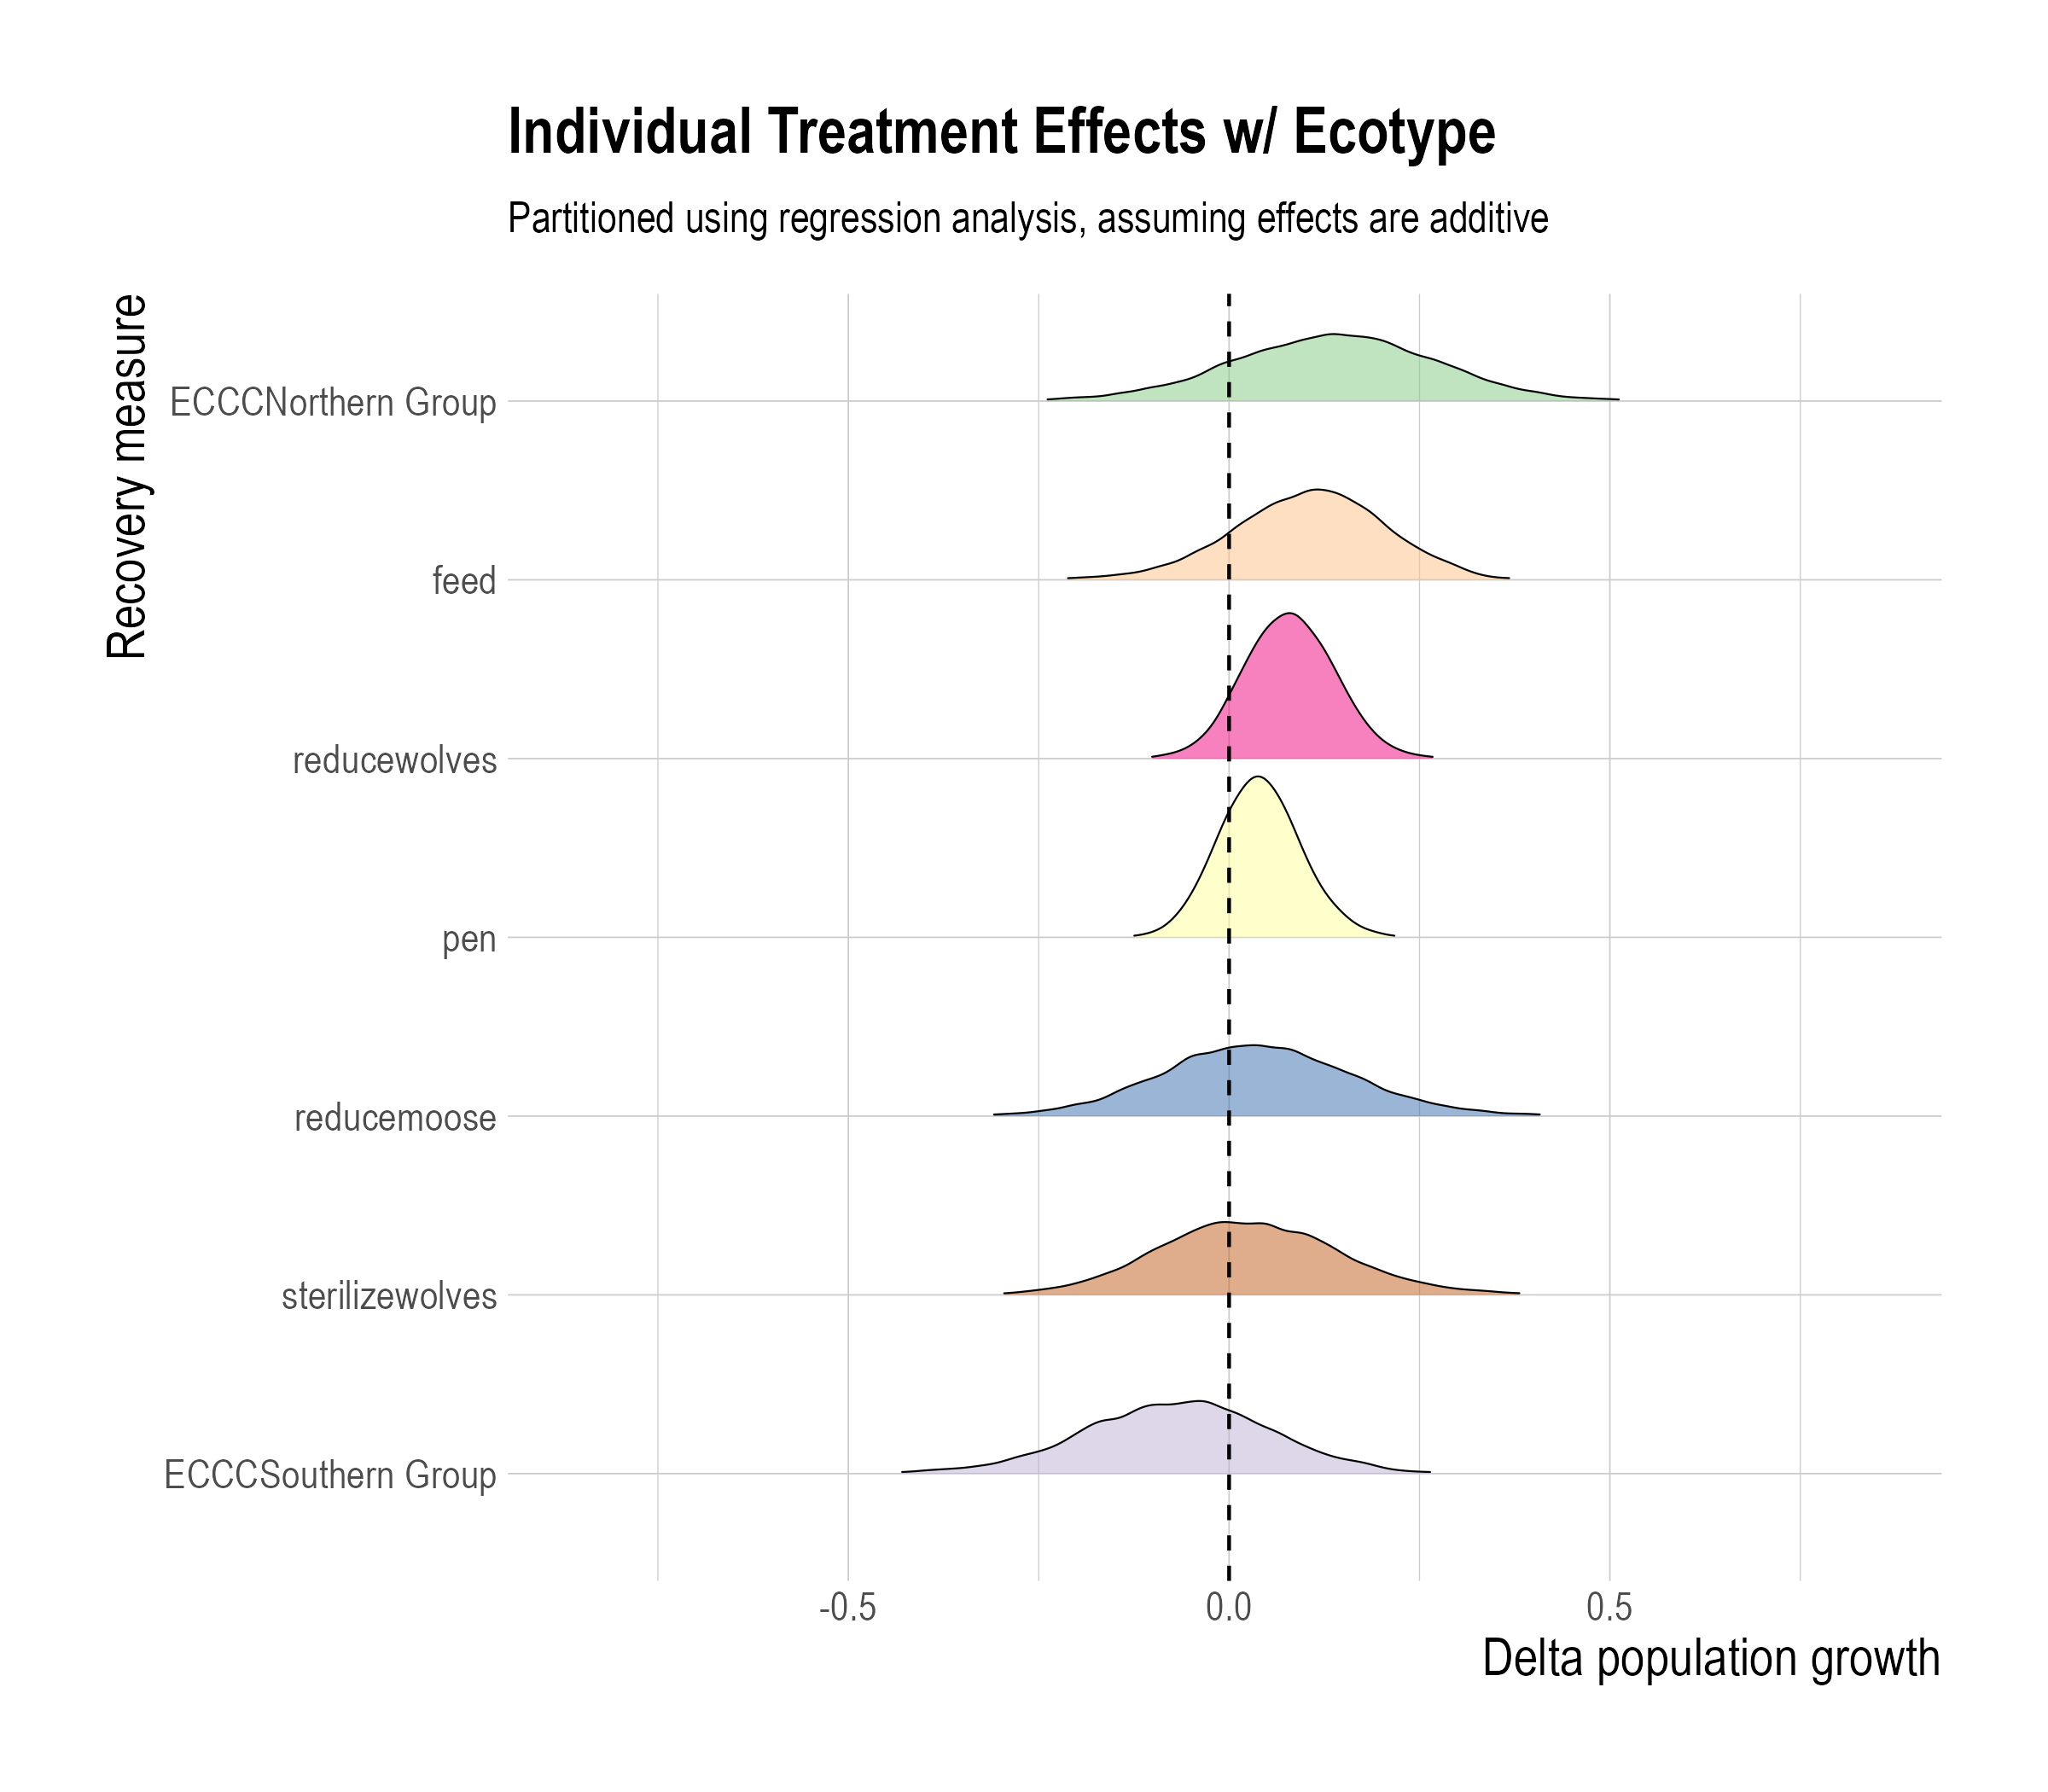 Individual Treatment Effects w/ Ecotype
Partitioned using regression analysis, assuming effects are additive
Recovery measure
ECCCNorthern Group
feed
reducewolves
pen
reducemoose
sterilizewolves
ECCCSouthern Group
-0.5 0.0 0.5
Delta population growth